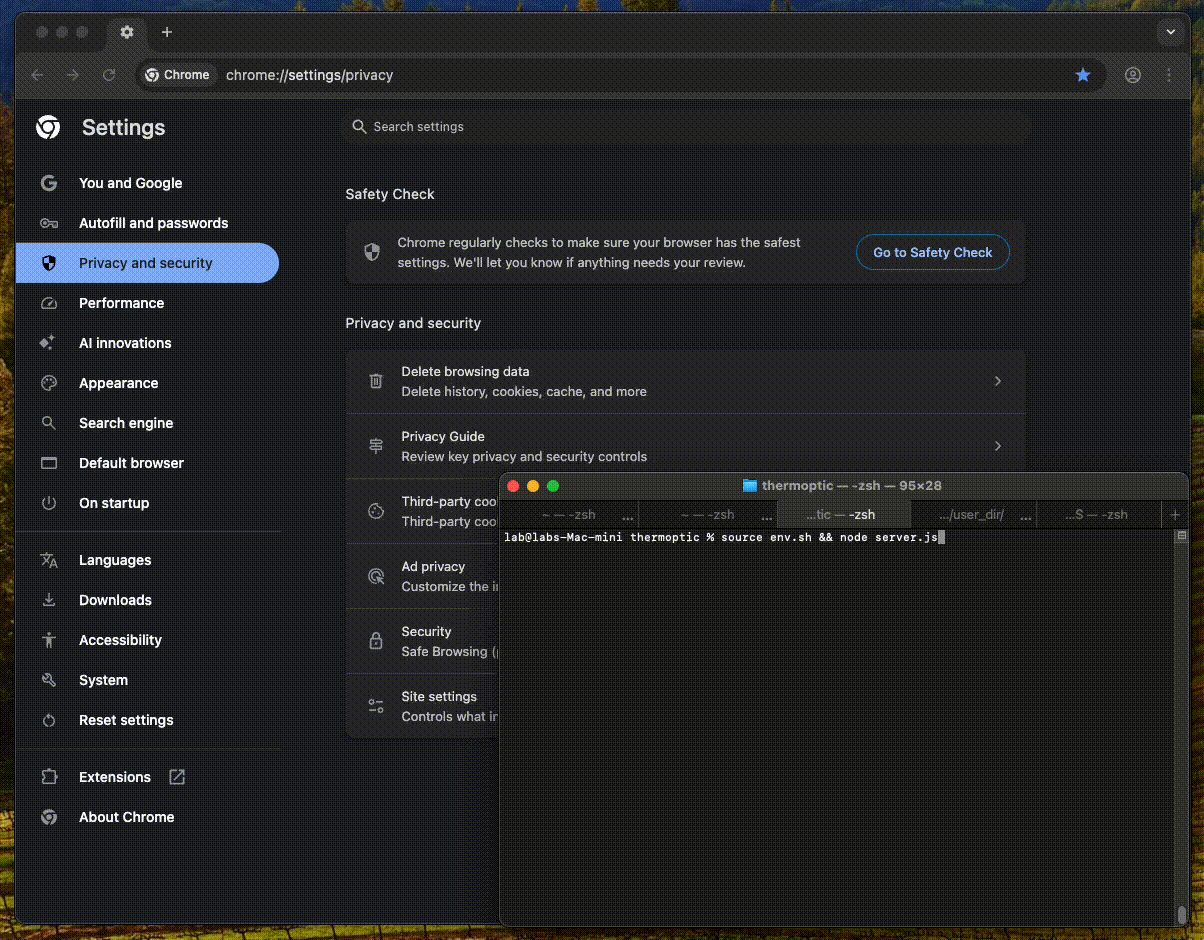 Chrome
chrome://settings/privacy
Settings
Search settings
You and Google
Autofill and passwords
Privacy and security
Performance
AI innovations
Appearance
Search engine
Default browser
On startup
Languages
Downloads
Accessibility
System
Reset settings
Extensions
About Chrome
Safety Check
Chrome regularly checks to make sure your browser has the safest
settings. We'll let you know if anything needs your review.
Go to Safety Check
Privacy and security
Delete browsing data
Delete history, cookies, cache, and more
Privacy Guide
Review key privacy and security controls
Third-party coo
Third-party coo
Ad privacy
Customize the i
Security
Safe Browsing (
Site settings
Controls what i
thermoptic — -zsh — 95×28
~ — -zsh ...
~ — -zsh ...
...tic — -zsh
.../user_dir/ ...
...S — -zsh
lab@labs-Mac-mini thermoptic % source env.sh && node server.js